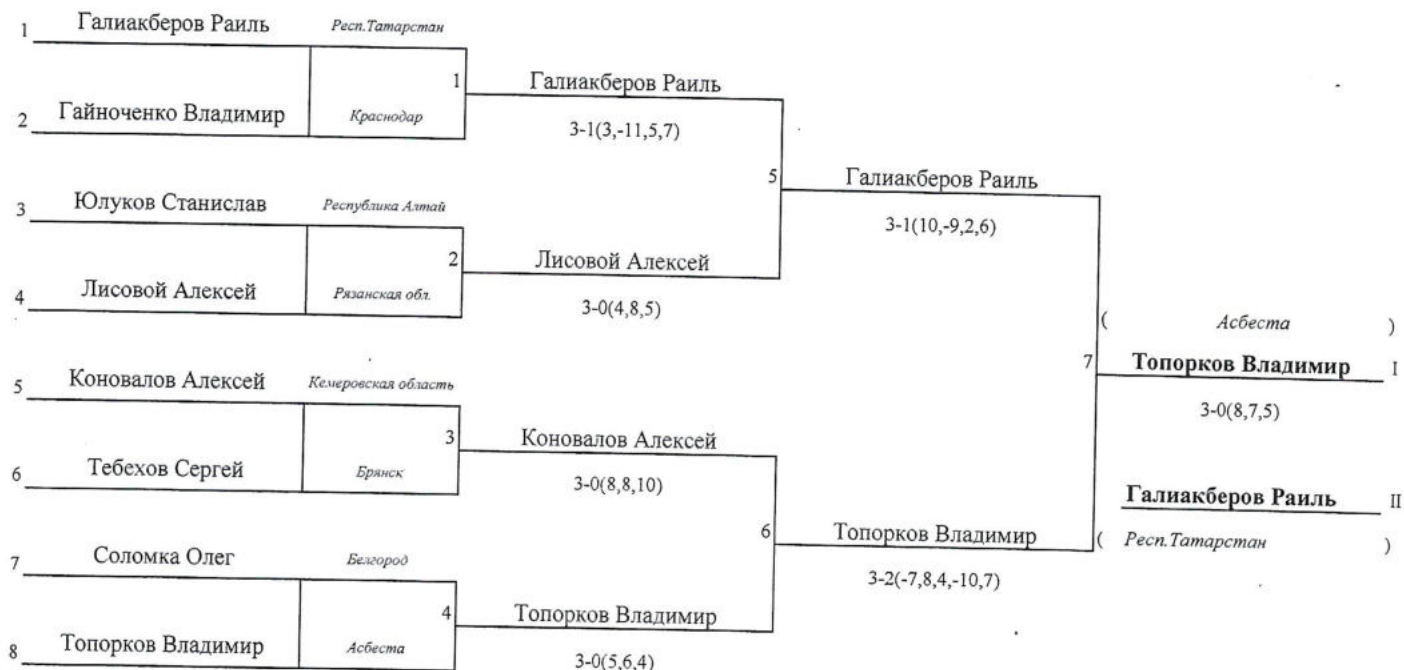 1 Галиакберов Раиль Респ.Татарстан
1 Галиакберов Раиль
2 Гайноченко Владимир Краснодар
3-1(3,-11,5,7)
5 Галиакберов Раиль
3 Юлуков Станислав Республика Алтай
3-1(10,-9,2,6)
2 Лисовой Алексей
4 Лисовой Алексей Рязанская обл.
3-0(4,8,5)
( Асбеста )
7 Топорков Владимир I
5 Коновалов Алексей Кемеровская область
3-0(8,7,5)
3 Коновалов Алексей
6 Тебехов Сергей Брянск
3-0(8,8,10)
Галиакберов Раиль II
6 Топорков Владимир
( Респ.Татарстан )
7 Соломка Олег Белгород
3-2(-7,8,4,-10,7)
4 Топорков Владимир
8 Топорков Владимир Асбеста
3-0(5,6,4)